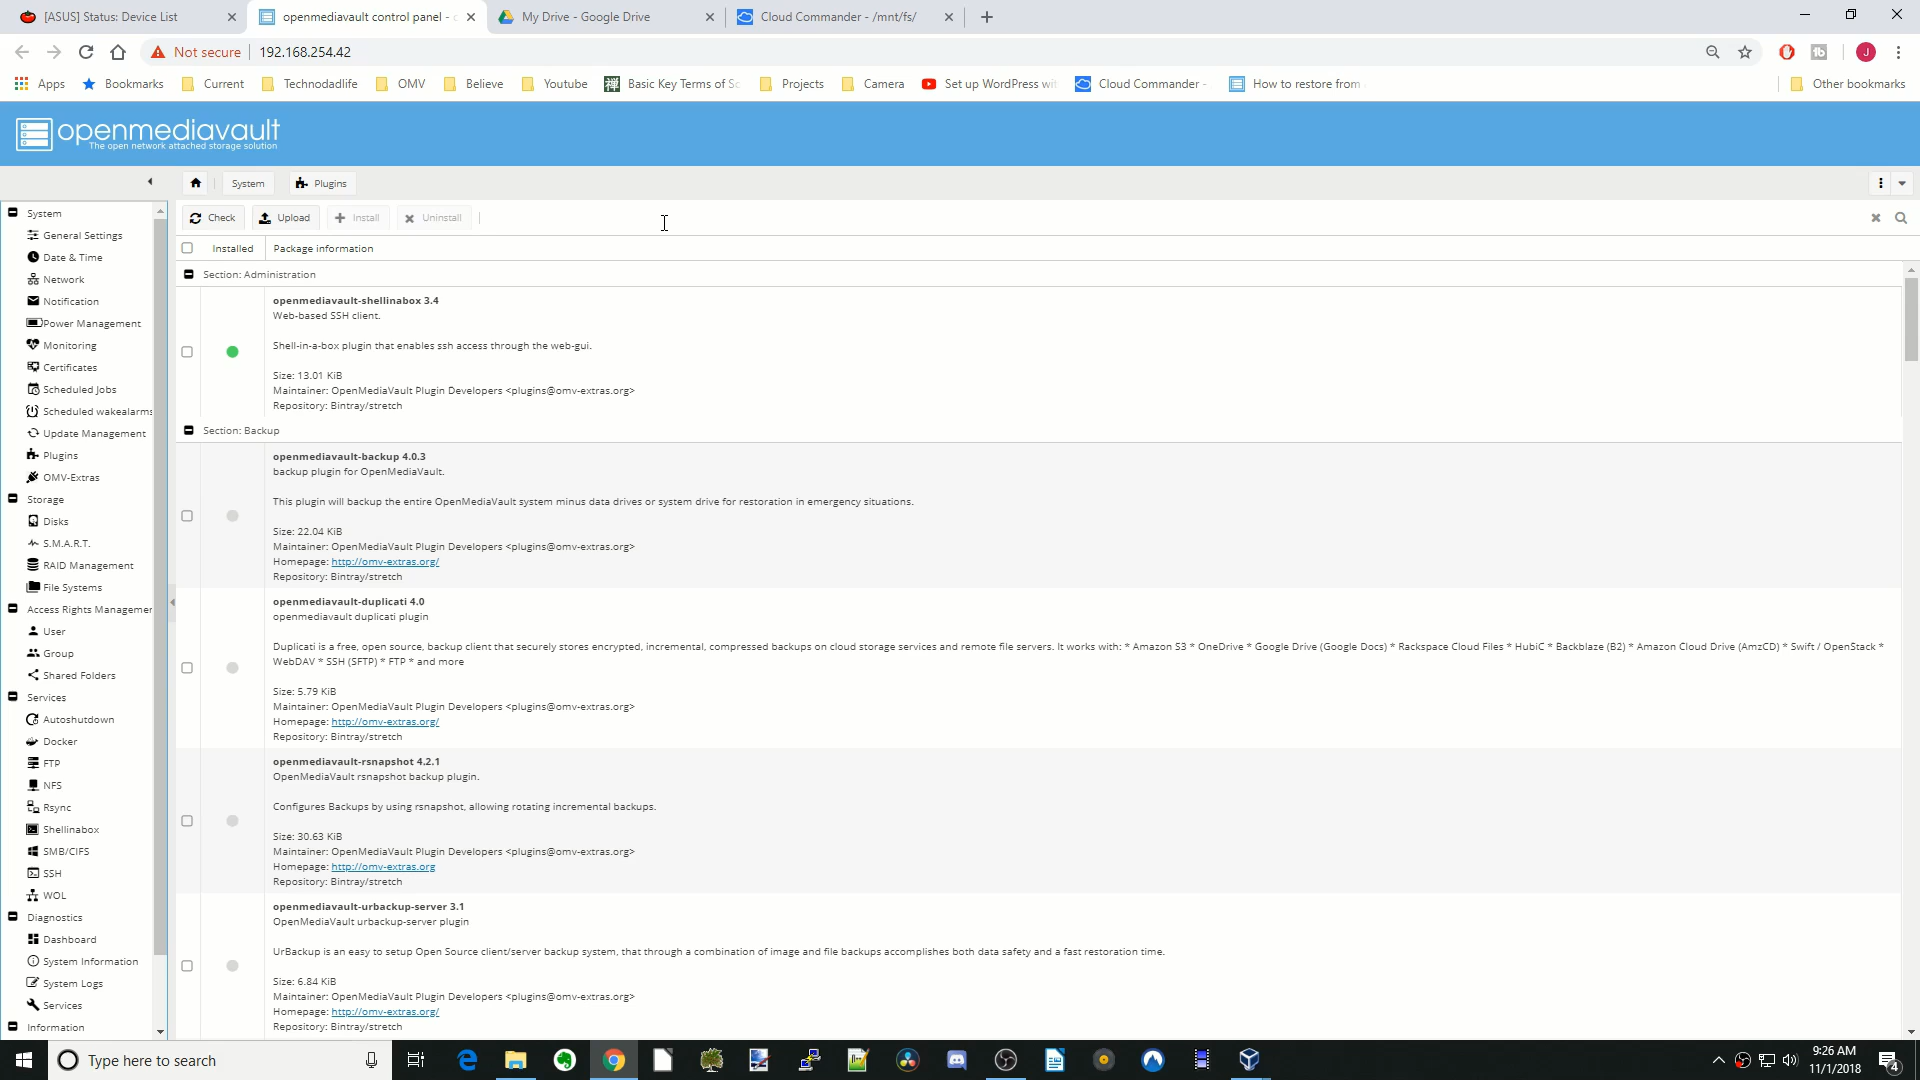 [ASUS] Status: Device List
openmediavault control panel -
My Drive - Google Drive
Cloud Commander - /mnt/fs/
Not secure
192.168.254.42
J
Apps
Bookmarks
Current
Technodadlife
OMV
Believe
Youtube
Basic Key Terms of
Projects
Camera
Set up WordPress
Cloud Commander -
How to restore from
Other bookmarks
openmediavault
The open network attached storage solution
System
Plugins
Check
Upload
Install
Uninstall
Installed
Package information
System
General Settings
Date & Time
Network
Notification
Power Management
Monitoring
Certificates
Scheduled Jobs
Scheduled wakealarms
Update Management
Plugins
OMV-Extras
Storage
Disks
S.M.A.R.T.
RAID Management
File Systems
Access Rights
User
Group
Shared Folders
Services
Autoshutdown
Docker
FTP
NFS
Rsync
Shellinabox
SMB/CIFS
SSH
WOL
Diagnostics
Dashboard
System Information
System Logs
Services
Information
Section: Administration
openmediavault-shellinabox 3.4
Web-based SSH client.
Shell-in-a-box plugin that enables ssh access through the web-gui.
Size: 13.01 KiB
Maintainer: OpenMediaVault Plugin Developers <plugins@omv-extras.org>
Repository: Bintray/stretch
Section: Backup
openmediavault-backup 4.0.3
backup plugin for OpenMediaVault.
This plugin will backup the entire OpenMediaVault system minus data drives or system drive for restoration in emergency situations.
Size: 22.04 KiB
Maintainer: OpenMediaVault Plugin Developers <plugins@omv-extras.org>
Homepage: http://omv-extras.org/
Repository: Bintray/stretch
openmediavault-duplicati 4.0
openmediavault duplicati plugin
Duplicati is a free, open source, backup client that securely stores encrypted, incremental, compressed backups on cloud storage services and remote file servers. It works with: * Amazon S3 * OneDrive * Google Drive (Google Docs) * Rackspace Cloud Files * HubiC * Backblaze (B2) * Amazon Cloud Drive (AmzCD) * Swift / OpenStack *
WebDAV * SSH (SFTP) * FTP * and more
Size: 5.79 KiB
Maintainer: OpenMediaVault Plugin Developers <plugins@omv-extras.org>
Homepage: http://omv-extras.org/
Repository: Bintray/stretch
openmediavault-rsnapshot 4.2.1
OpenMediaVault rsnapshot backup plugin.
Configures Backups by using rsnapshot, allowing rotating incremental backups.
Size: 30.63 KiB
Maintainer: OpenMediaVault Plugin Developers <plugins@omv-extras.org>
Homepage: http://omv-extras.org
Repository: Bintray/stretch
openmediavault-urbackup-server 3.1
OpenMediaVault urbackup-server plugin
UrBackup is an easy to setup Open Source client/server backup system, that through a combination of image and file backups accomplishes both data safety and a fast restoration time.
Size: 6.84 KiB
Maintainer: OpenMediaVault Plugin Developers <plugins@omv-extras.org>
Homepage: http://omv-extras.org/
Repository: Bintray/stretch
Type here to search
9:26 AM
11/1/2018
4